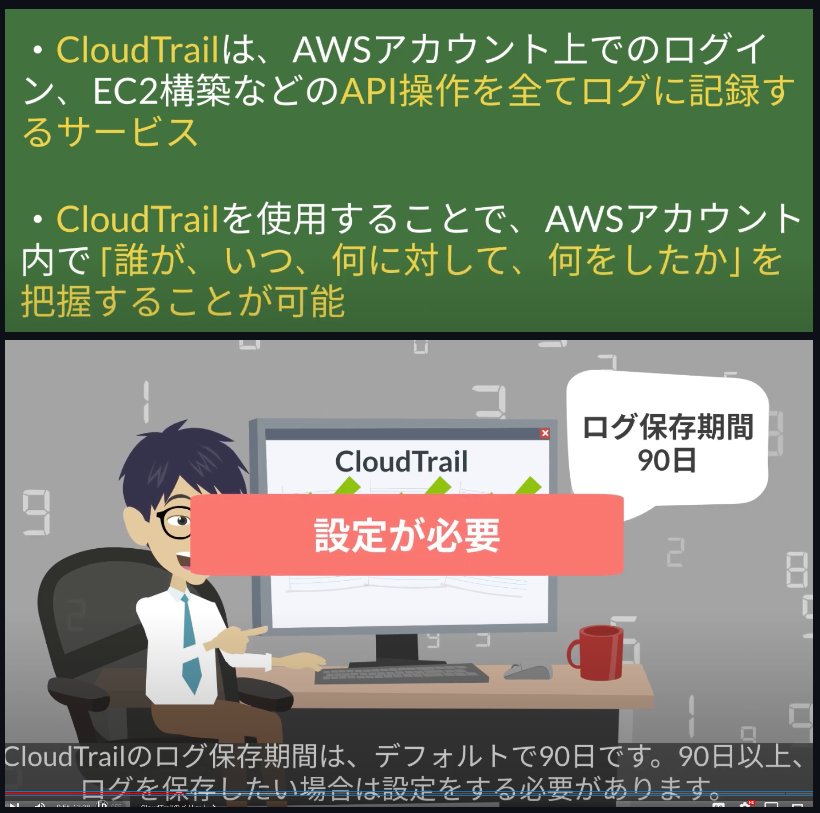 ・CloudTrailは、AWSアカウント上でのログイ
ン、EC2構築などのAPI操作を全てログに記録す
るサービス
・CloudTrailを使用することで、AWSアカウント
内で「誰が、いつ、何に対して、何をしたか」を
把握することが可能
ログ保存期間
90日
CloudTrail
設定が必要
CloudTrailのログ保存期間は、デフォルトで90日です。90日以上、
ログを保存したい場合は設定をする必要があります。